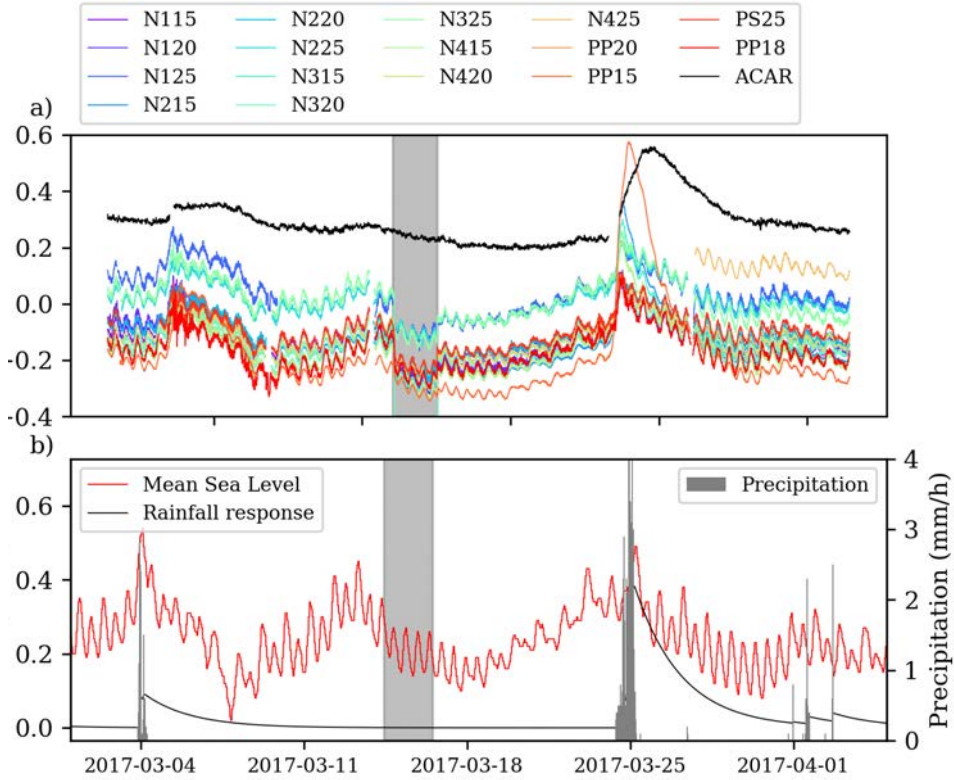 N115 N220 N325 N425 PS25
N120 N225 N415 PP20 PP18
N125 N315 N420 PP15 ACAR
N215 N320
a)
0.6
0.4
0.2
0.0
-0.2
-0.4
b)
Mean Sea Level
Rainfall response
Precipitation
0.6
0.4
0.2
0.0
4
3
2
1
0
Precipitation (mm/h)
2017-03-04 2017-03-11 2017-03-18 2017-03-25 2017-04-01